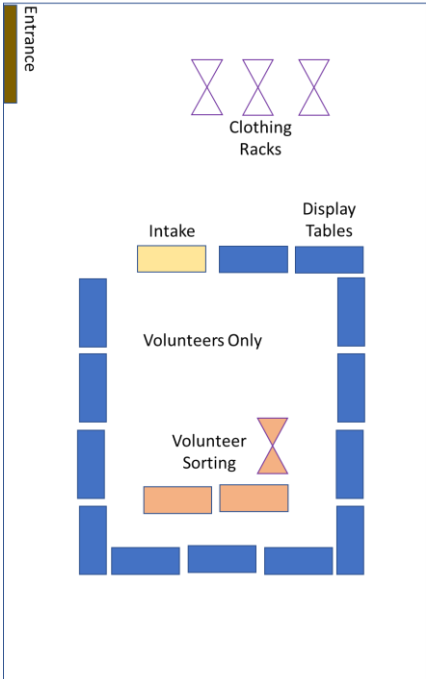 Entrance
Clothing
Racks
Display
Tables
Intake
Volunteers Only
Volunteer
Sorting